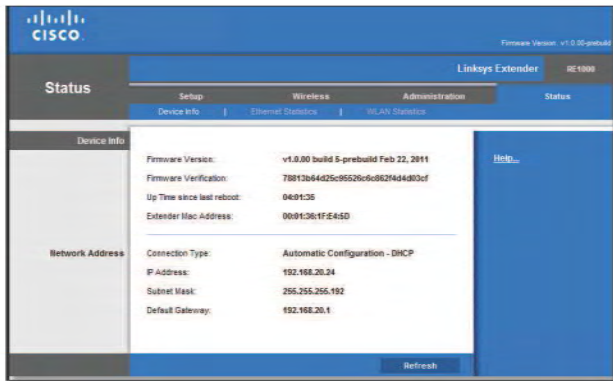 CISCO
Firmware Version: v1.0.00-prebuild
Linksys Extender RE1000
Status
Setup Wireless Administration Status
Device Info | Ethernet Statistics | WLAN Statistics
Device Info
Firmware Version: v1.0.00 build 5-prebuild Feb 22, 2011
Firmware Verification:
Up Time since last reboot: 04:01:35
Extender Mac Address: 00:01:36:1F:E4:5D
Help...
Network Address
Connection Type: Automatic Configuration - DHCP
IP Address: 192.168.20.24
Subnet Mask: 255.255.255.192
Default Gateway: 192.168.20.1
Refresh